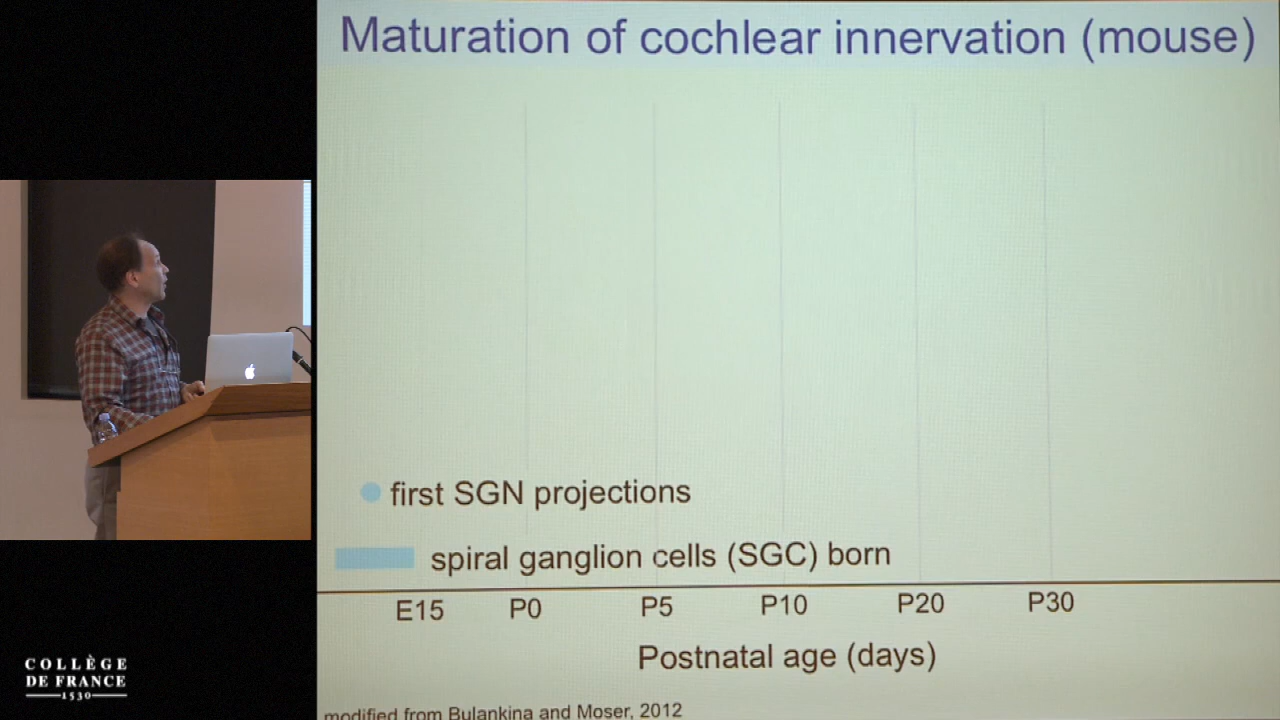 Maturation of cochlear innervation (mouse)
first SGN projections
spiral ganglion cells (SGC) born
E15 P0 P5 P10 P20 P30
Postnatal age (days)
modified from Bulankina and Moser, 2012
COLLÈGE
DE FRANCE
1530